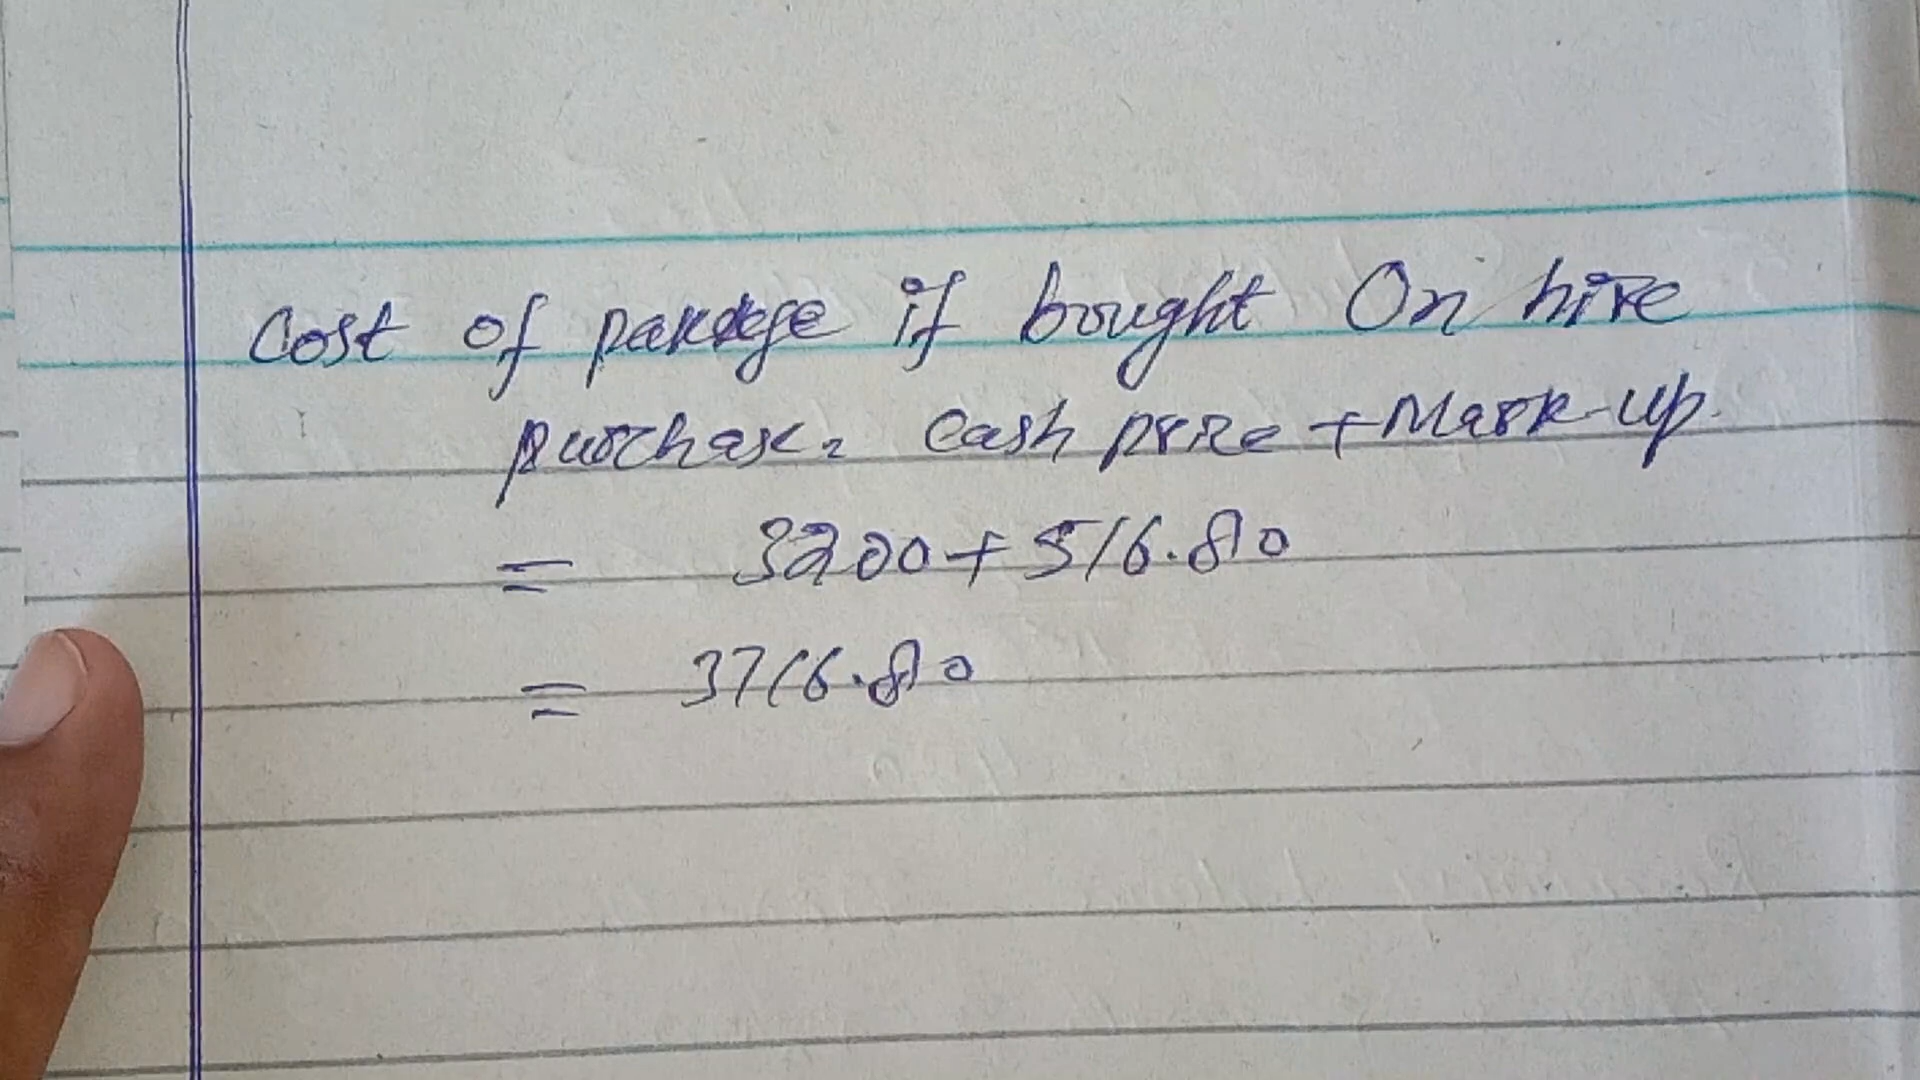 Cost of package if bought On hire
purchase = Cash price + Mark-up.
= 3200 + 516.80
= 3716.80